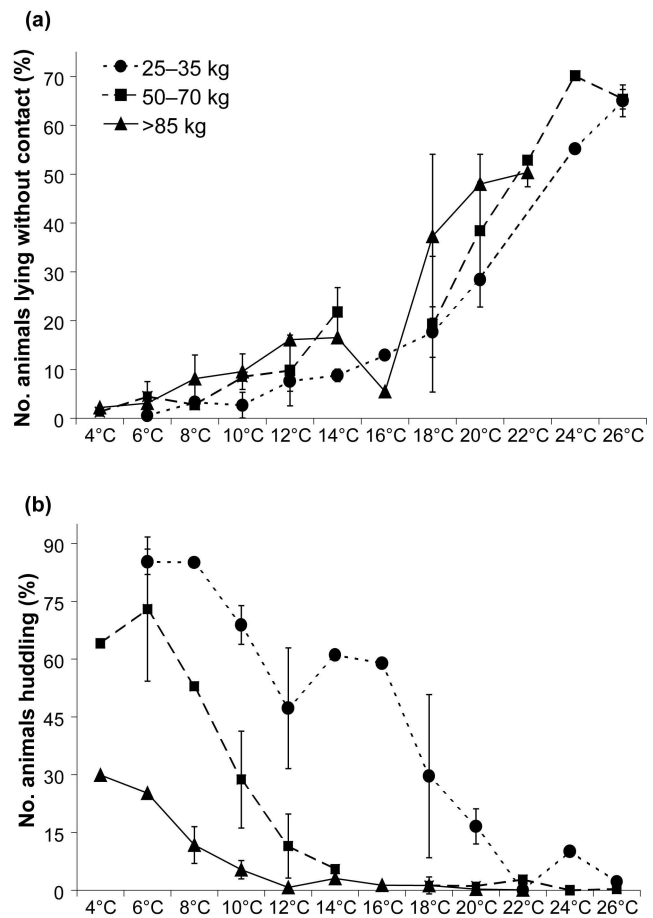 (a)
No. animals lying without contact (%)
70
60
50
40
30
20
10
0
25–35 kg
50–70 kg
>85 kg
4°C 6°C 8°C 10°C 12°C 14°C 16°C 18°C 20°C 22°C 24°C 26°C
(b)
No. animals huddling (%)
90
75
60
45
30
15
0
4°C 6°C 8°C 10°C 12°C 14°C 16°C 18°C 20°C 22°C 24°C 26°C